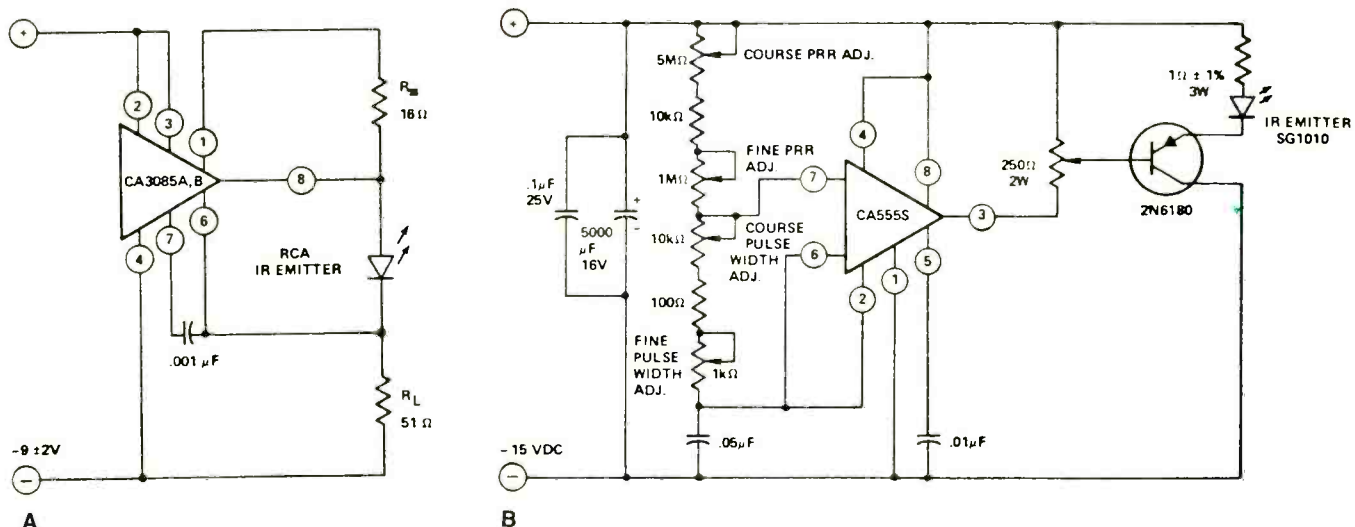 +
2
3
1
R_m
16Ω
CA3085A,B
8
7
6
4
RCA
IR EMITTER
.001 μF
R_L
51 Ω
-9 ±2V
−
A
+
5MΩ
COURSE PRR ADJ.
10kΩ
FINE PRR
ADJ.
1MΩ
.1μF
25V
+
-
5000
μF
16V
10kΩ
COURSE
PULSE
WIDTH
ADJ.
100Ω
FINE
PULSE
WIDTH
ADJ.
1kΩ
.05μF
4
7
8
CA555S
3
6
2
1
5
.01μF
250Ω
2W
1Ω ± 1%
3W
IR EMITTER
SG1010
2N6180
- 15 VDC
−
B